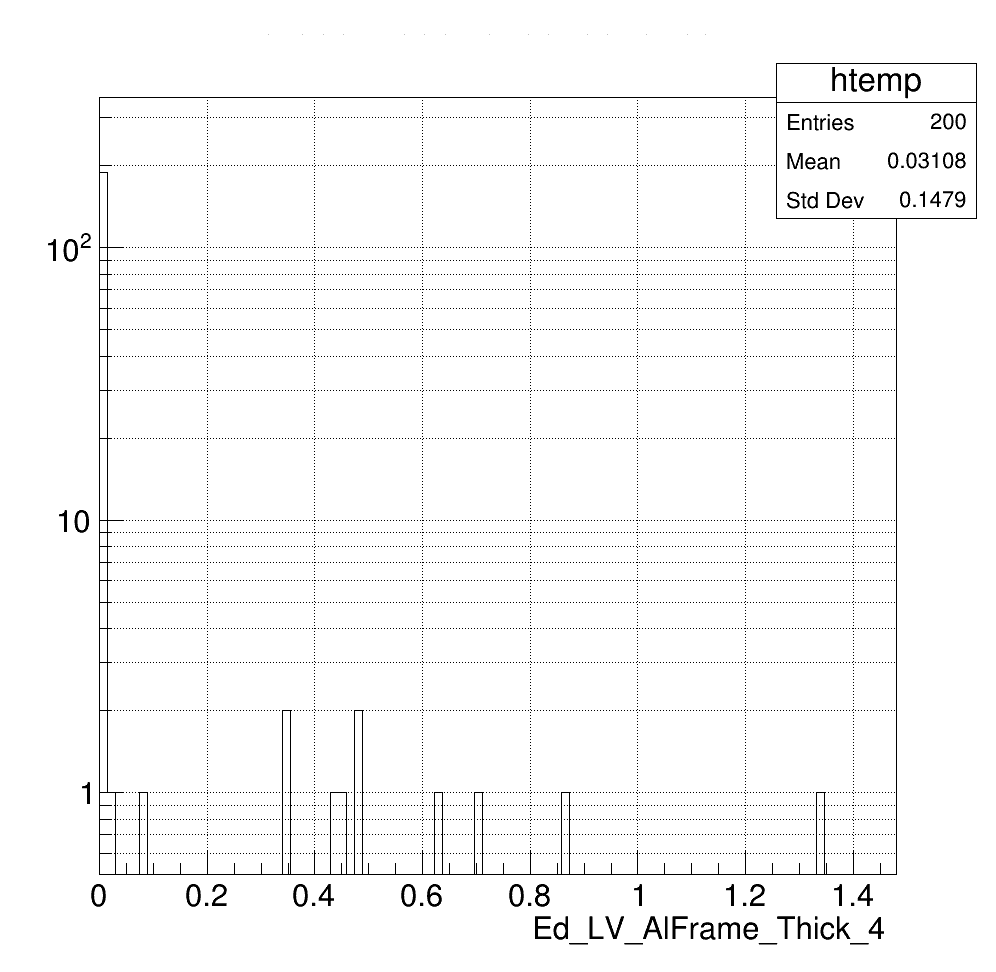 htemp
Entries 200
Mean 0.03108
Std Dev 0.1479
10²
10
1
0 0.2 0.4 0.6 0.8 1 1.2 1.4
Ed_LV_AlFrame_Thick_4